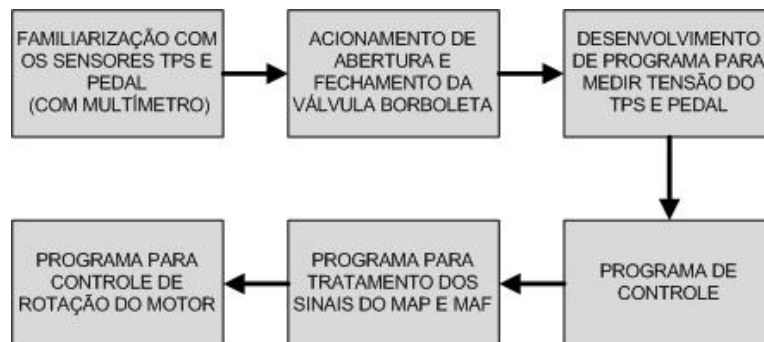 FAMILIARIZAÇÃO COM
OS SENSORES TPS E
PEDAL
(COM MULTÍMETRO)
ACIONAMENTO DE
ABERTURA E
FECHAMENTO DA
VÁLVULA BORBOLETA
DESENVOLVIMENTO
DE PROGRAMA PARA
MEDIR TENSÃO DO
TPS E PEDAL
PROGRAMA DE
CONTROLE
PROGRAMA PARA
TRATAMENTO DOS
SINAIS DO MAP E MAF
PROGRAMA PARA
CONTROLE DE
ROTAÇÃO DO MOTOR